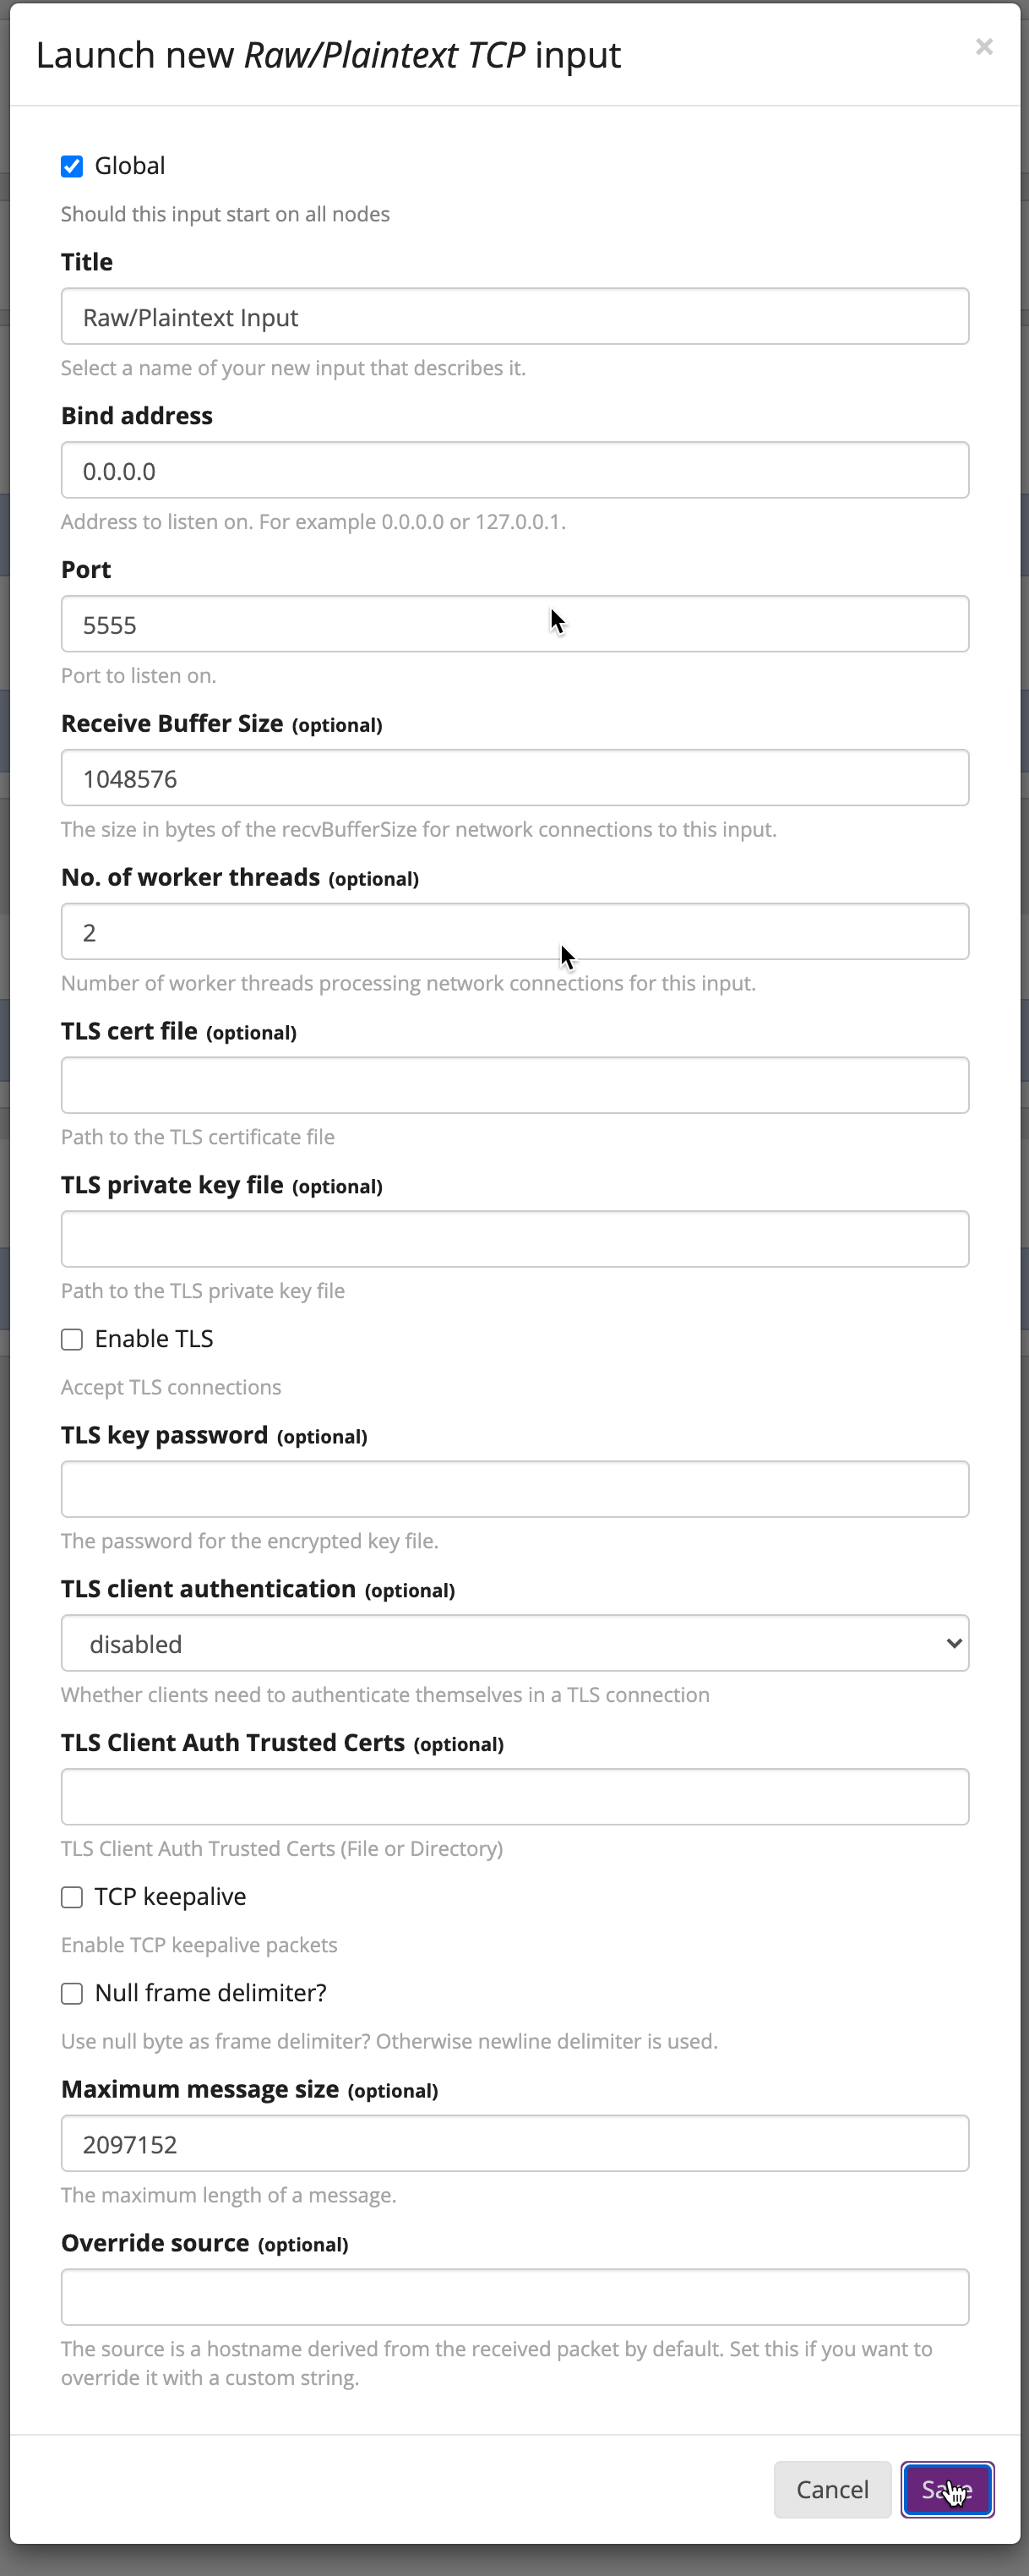 Launch new Raw/Plaintext TCP input
×
Global
Should this input start on all nodes
Title
Raw/Plaintext Input
Select a name of your new input that describes it.
Bind address
0.0.0.0
Address to listen on. For example 0.0.0.0 or 127.0.0.1.
Port
5555
Port to listen on.
Receive Buffer Size (optional)
1048576
The size in bytes of the recvBufferSize for network connections to this input.
No. of worker threads (optional)
2
Number of worker threads processing network connections for this input.
TLS cert file (optional)
Path to the TLS certificate file
TLS private key file (optional)
Path to the TLS private key file
Enable TLS
Accept TLS connections
TLS key password (optional)
The password for the encrypted key file.
TLS client authentication (optional)
disabled
Whether clients need to authenticate themselves in a TLS connection
TLS Client Auth Trusted Certs (optional)
TLS Client Auth Trusted Certs (File or Directory)
TCP keepalive
Enable TCP keepalive packets
Null frame delimiter?
Use null byte as frame delimiter? Otherwise newline delimiter is used.
Maximum message size (optional)
2097152
The maximum length of a message.
Override source (optional)
The source is a hostname derived from the received packet by default. Set this if you want to
override it with a custom string.
Cancel Save